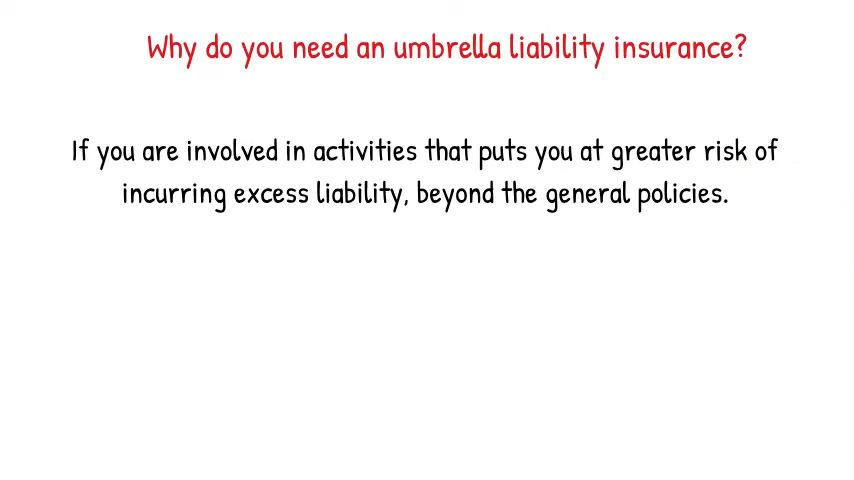 Why do you need an umbrella liability insurance?
If you are involved in activities that puts you at greater risk of
incurring excess liability, beyond the general policies.